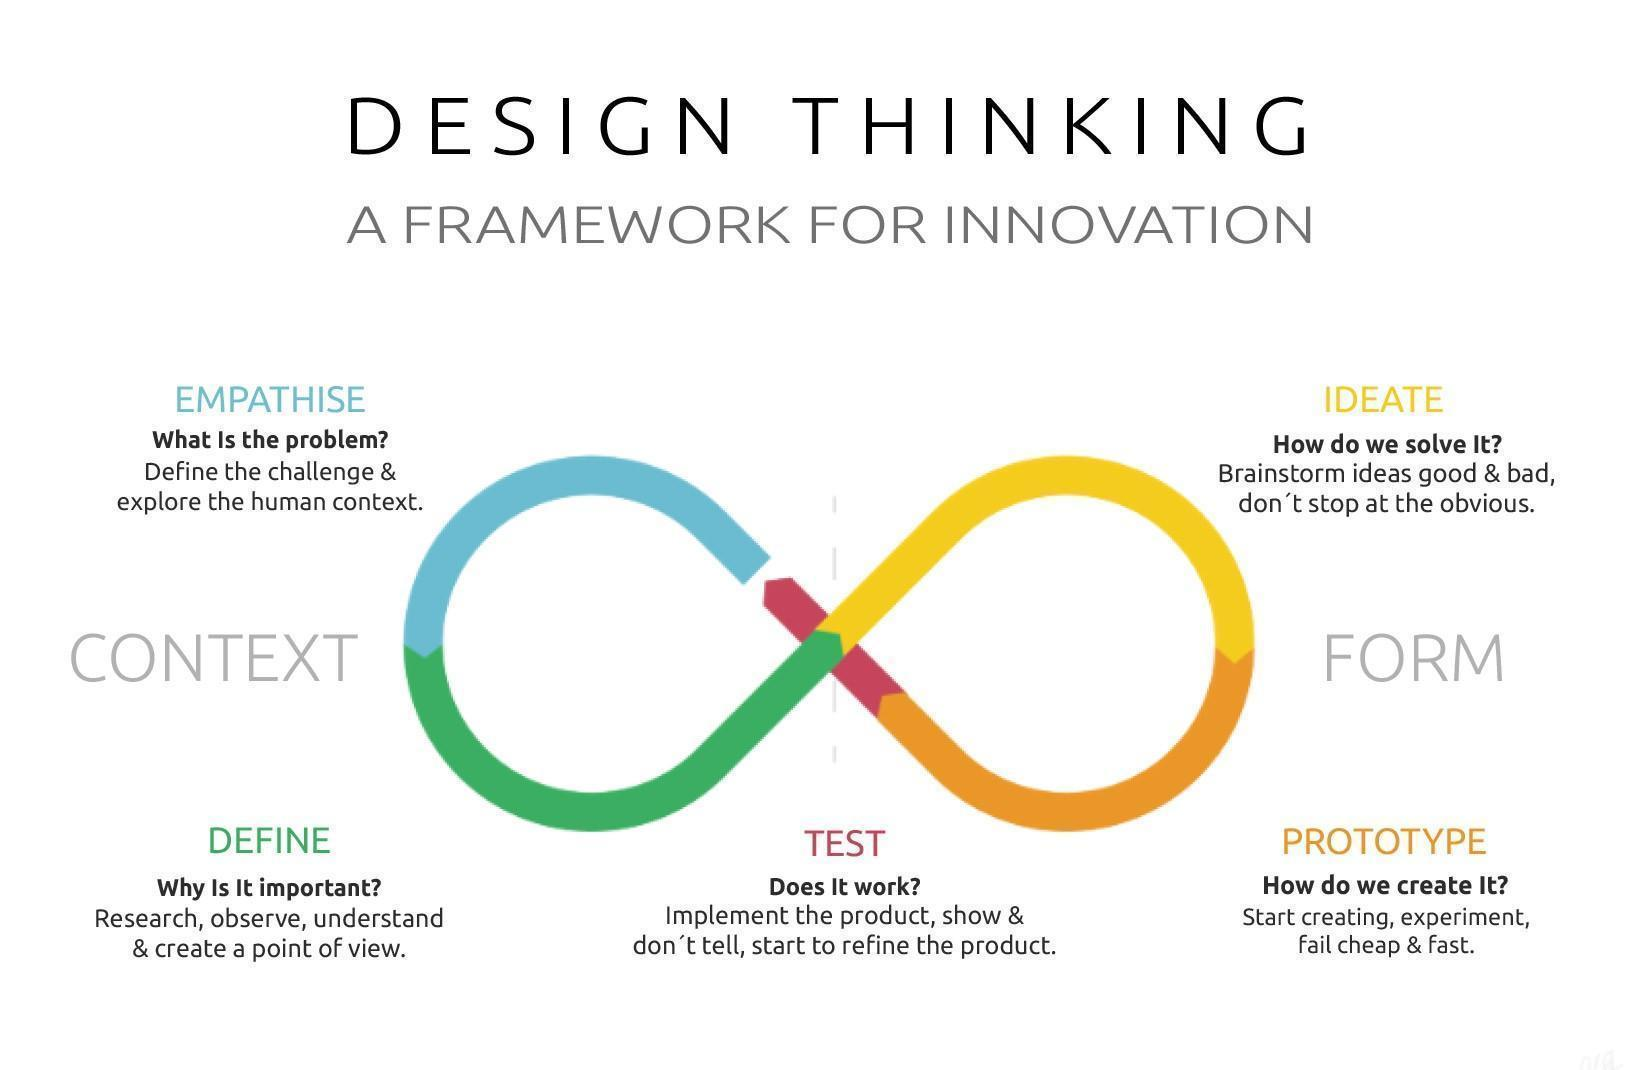 DESIGN THINKING
A FRAMEWORK FOR INNOVATION
EMPATHISE
What Is the problem?
Define the challenge &
explore the human context.
IDEATE
How do we solve It?
Brainstorm ideas good & bad,
don´t stop at the obvious.
CONTEXT
FORM
DEFINE
Why Is It important?
Research, observe, understand
& create a point of view.
TEST
Does It work?
Implement the product, show &
don´t tell, start to refine the product.
PROTOTYPE
How do we create It?
Start creating, experiment,
fail cheap & fast.